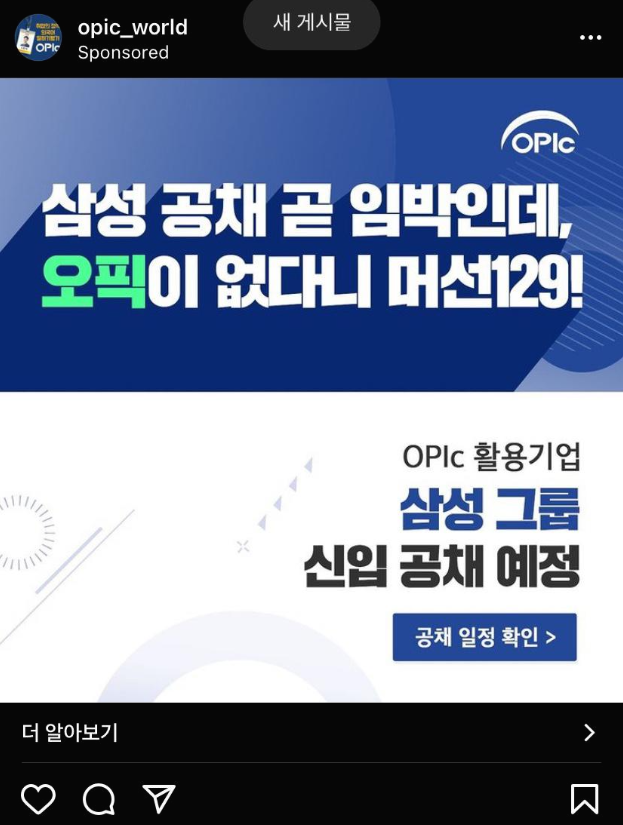 opic_world
Sponsored
새 게시물
OPIc
삼성 공채 곧 임박인데,
오픽이 없다니 머선129!
OPIc 활용기업
삼성 그룹
신입 공채 예정
공채 일정 확인 >
더 알아보기